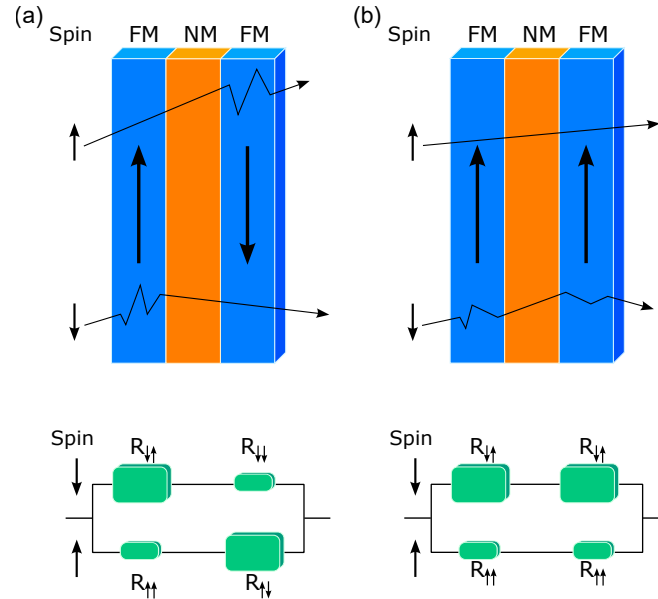 (a)
Spin FM NM FM
(b)
Spin FM NM FM
Spin
R↓↑ R↓↓
R↑↑ R↑↓
Spin
R↓↑ R↓↑
R↑↑ R↑↑